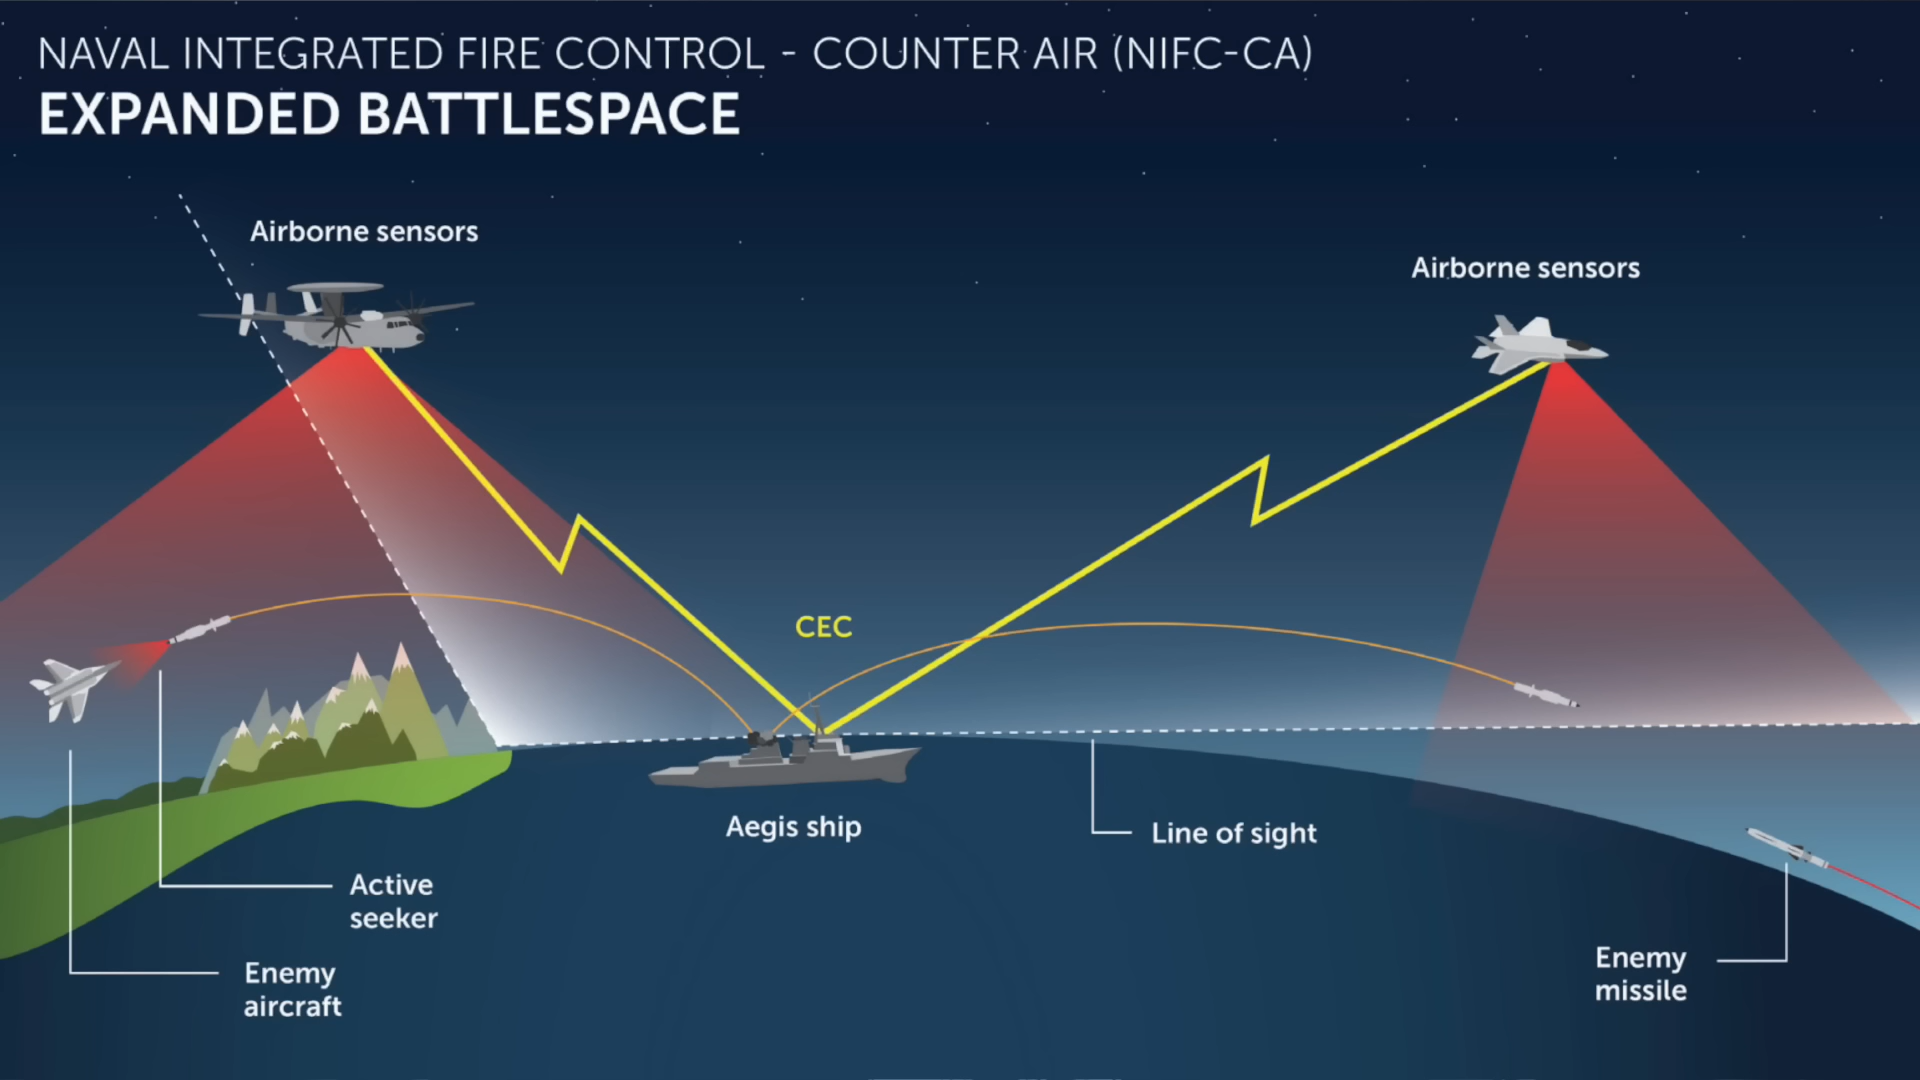 NAVAL INTEGRATED FIRE CONTROL - COUNTER AIR (NIFC-CA)
EXPANDED BATTLESPACE
Airborne sensors
Airborne sensors
CEC
Aegis ship
Line of sight
Active
seeker
Enemy
aircraft
Enemy
missile